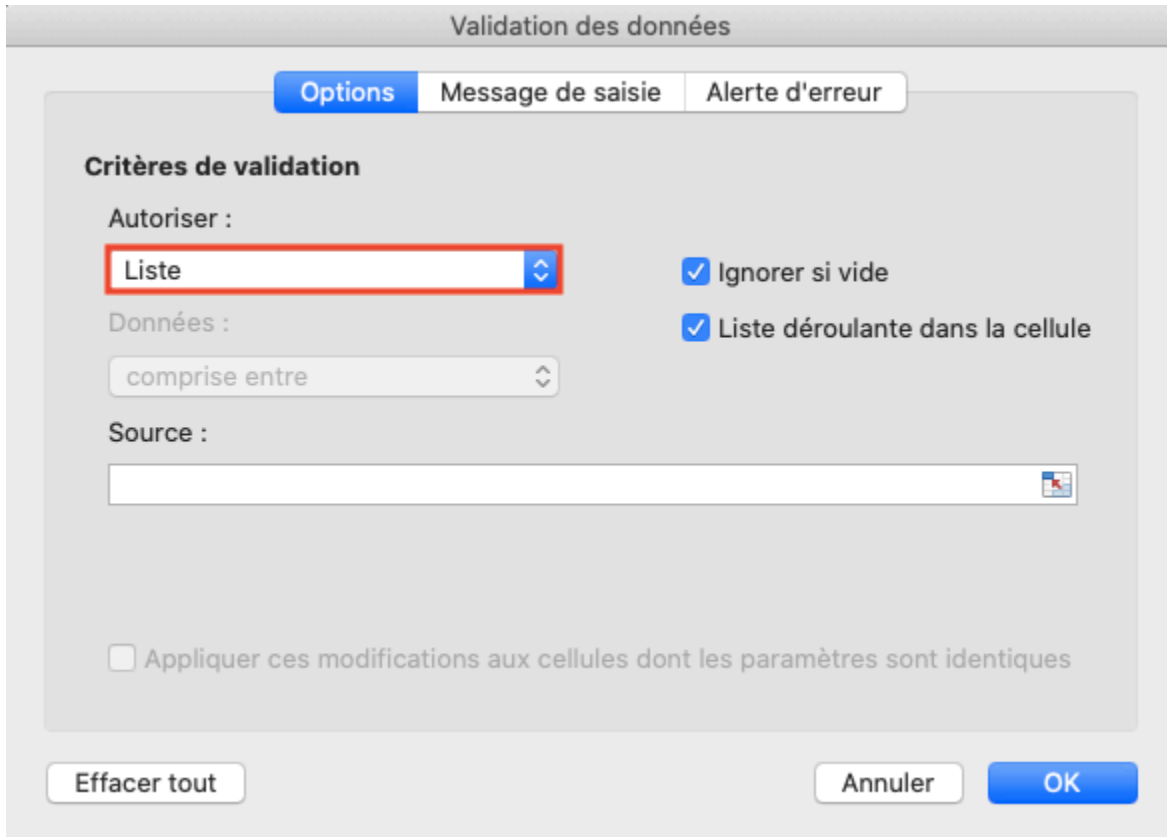 Validation des données
Options
Message de saisie
Alerte d'erreur
Critères de validation
Autoriser :
Liste
Ignorer si vide
Données :
Liste déroulante dans la cellule
comprise entre
Source :
Appliquer ces modifications aux cellules dont les paramètres sont identiques
Effacer tout
Annuler
OK